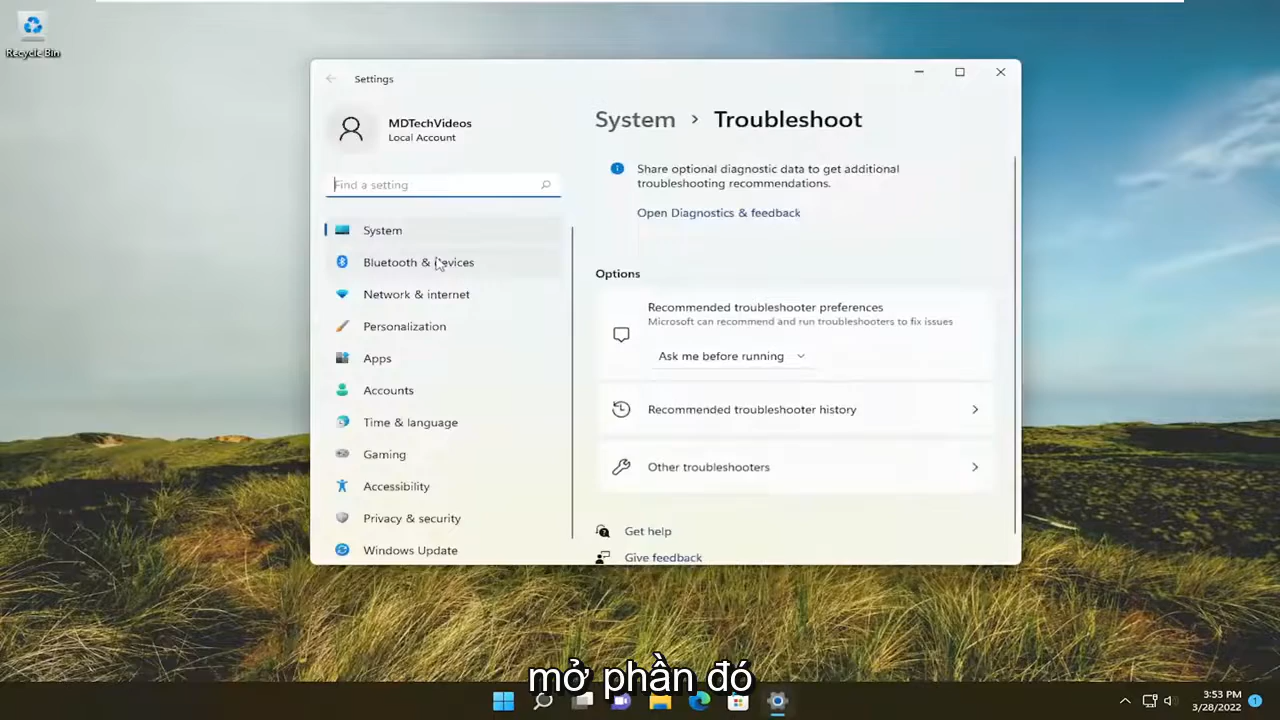 Recycle Bin
Settings
MDTechVideos
Local Account
Find a setting
System
Bluetooth & devices
Network & internet
Personalization
Apps
Accounts
Time & language
Gaming
Accessibility
Privacy & security
Windows Update
System > Troubleshoot
Share optional diagnostic data to get additional
troubleshooting recommendations.
Open Diagnostics & feedback
Options
Recommended troubleshooter preferences
Microsoft can recommend and run troubleshooters to fix issues
Ask me before running
Recommended troubleshooter history
Other troubleshooters
Get help
Give feedback
mở phần đó
3:53 PM
3/28/2022
1